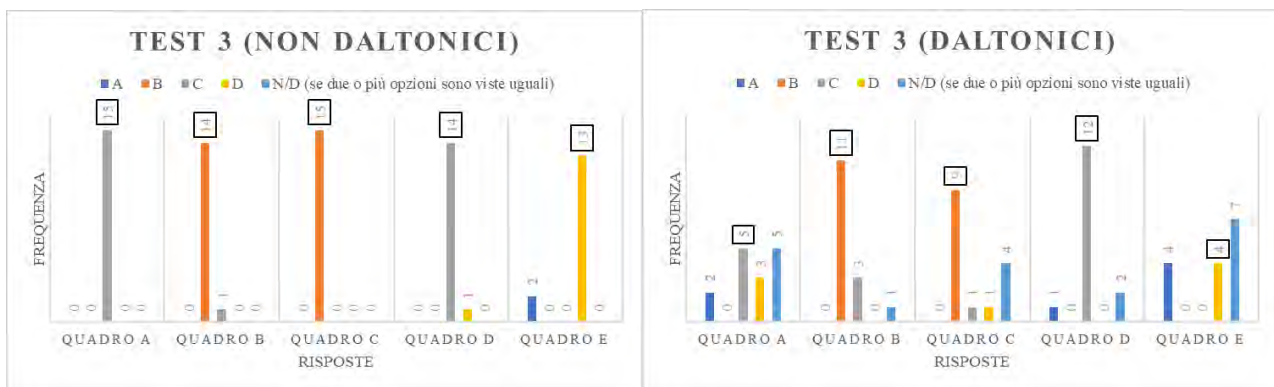 TEST 3 (NON DALTONICI)
A B C D N/D (se due o più opzioni sono viste uguali)
FREQUENZA
0 0 15 0 0
0 14 1 0 0
0 15 0 0 0
0 0 14 1 0
2 0 0 13 0
QUADRO A QUADRO B QUADRO C QUADRO D QUADRO E
RISPOSTE
TEST 3 (DALTONICI)
A B C D N/D (se due o più opzioni sono viste uguali)
FREQUENZA
2 0 5 3 5
0 11 3 0 1
0 9 1 1 4
1 0 12 0 2
4 0 0 4 7
QUADRO A QUADRO B QUADRO C QUADRO D QUADRO E
RISPOSTE